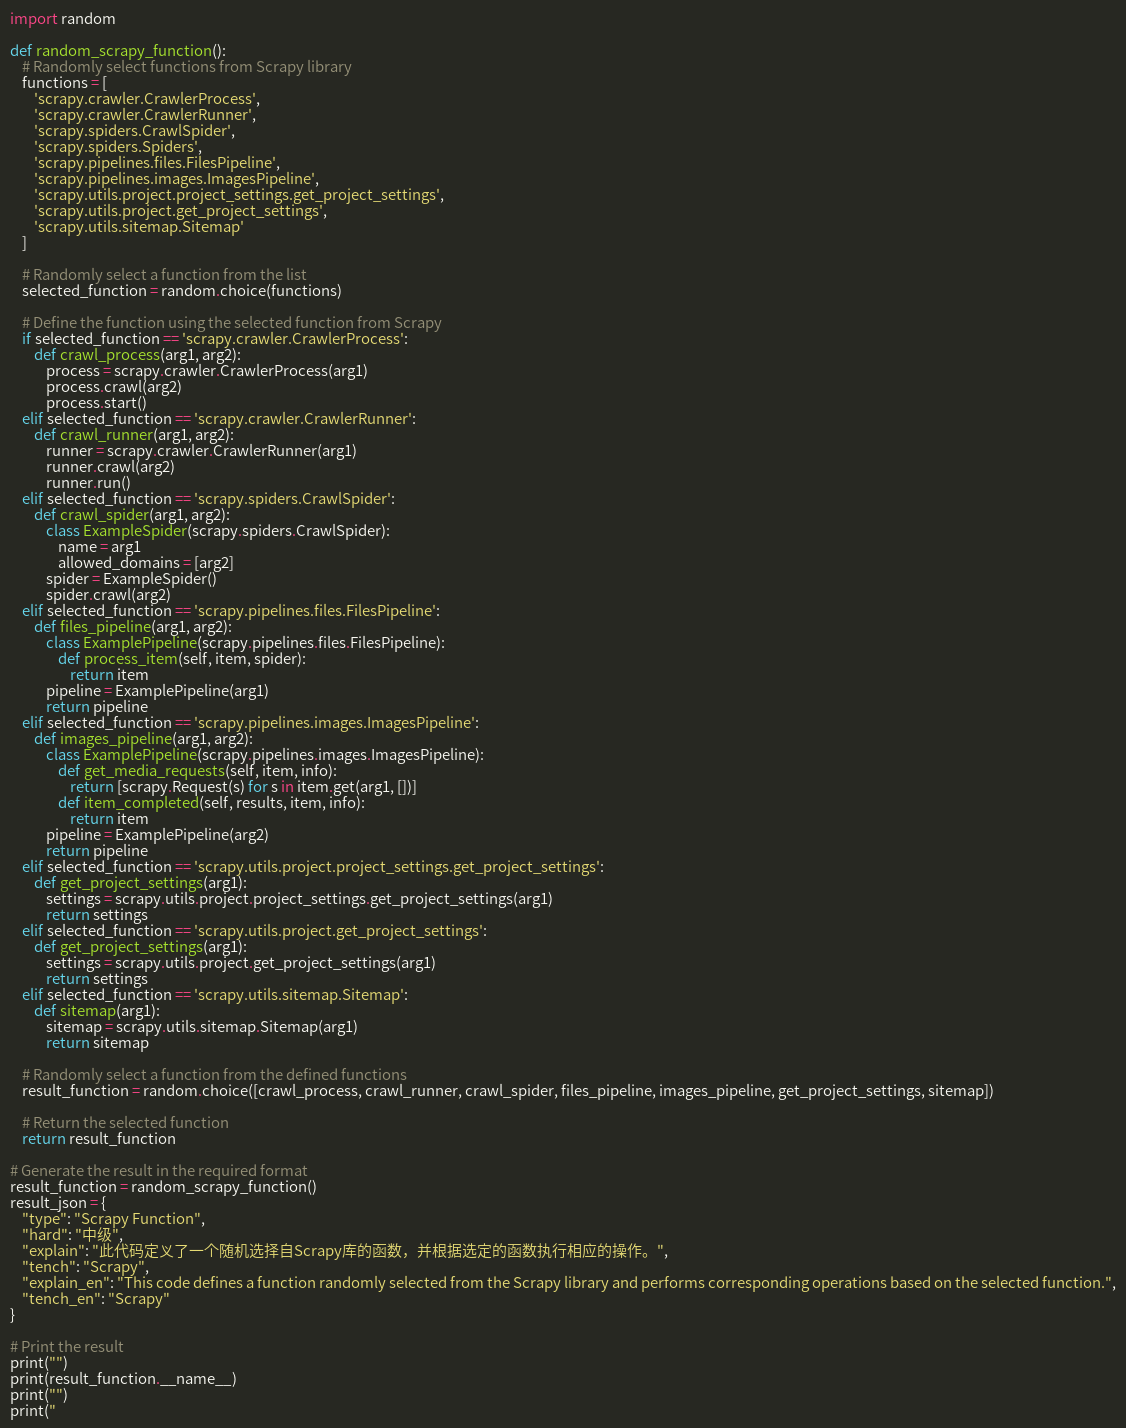 import random

def random_scrapy_function():
    # Randomly select functions from Scrapy library
    functions = [
        'scrapy.crawler.CrawlerProcess',
        'scrapy.crawler.CrawlerRunner',
        'scrapy.spiders.CrawlSpider',
        'scrapy.spiders.Spiders',
        'scrapy.pipelines.files.FilesPipeline',
        'scrapy.pipelines.images.ImagesPipeline',
        'scrapy.utils.project.project_settings.get_project_settings',
        'scrapy.utils.project.get_project_settings',
        'scrapy.utils.sitemap.Sitemap'
    ]

    # Randomly select a function from the list
    selected_function = random.choice(functions)

    # Define the function using the selected function from Scrapy
    if selected_function == 'scrapy.crawler.CrawlerProcess':
        def crawl_process(arg1, arg2):
            process = scrapy.crawler.CrawlerProcess(arg1)
            process.crawl(arg2)
            process.start()
    elif selected_function == 'scrapy.crawler.CrawlerRunner':
        def crawl_runner(arg1, arg2):
            runner = scrapy.crawler.CrawlerRunner(arg1)
            runner.crawl(arg2)
            runner.run()
    elif selected_function == 'scrapy.spiders.CrawlSpider':
        def crawl_spider(arg1, arg2):
            class ExampleSpider(scrapy.spiders.CrawlSpider):
                name = arg1
                allowed_domains = [arg2]
            spider = ExampleSpider()
            spider.crawl(arg2)
    elif selected_function == 'scrapy.pipelines.files.FilesPipeline':
        def files_pipeline(arg1, arg2):
            class ExamplePipeline(scrapy.pipelines.files.FilesPipeline):
                def process_item(self, item, spider):
                    return item
            pipeline = ExamplePipeline(arg1)
            return pipeline
    elif selected_function == 'scrapy.pipelines.images.ImagesPipeline':
        def images_pipeline(arg1, arg2):
            class ExamplePipeline(scrapy.pipelines.images.ImagesPipeline):
                def get_media_requests(self, item, info):
                    return [scrapy.Request(s) for s in item.get(arg1, [])]
                def item_completed(self, results, item, info):
                    return item
            pipeline = ExamplePipeline(arg2)
            return pipeline
    elif selected_function == 'scrapy.utils.project.project_settings.get_project_settings':
        def get_project_settings(arg1):
            settings = scrapy.utils.project.project_settings.get_project_settings(arg1)
            return settings
    elif selected_function == 'scrapy.utils.project.get_project_settings':
        def get_project_settings(arg1):
            settings = scrapy.utils.project.get_project_settings(arg1)
            return settings
    elif selected_function == 'scrapy.utils.sitemap.Sitemap':
        def sitemap(arg1):
            sitemap = scrapy.utils.sitemap.Sitemap(arg1)
            return sitemap

    # Randomly select a function from the defined functions
    result_function = random.choice([crawl_process, crawl_runner, crawl_spider, files_pipeline, images_pipeline, get_project_settings, sitemap])

    # Return the selected function
    return result_function

# Generate the result in the required format
result_function = random_scrapy_function()
result_json = {
    "type": "Scrapy Function",
    "hard": "中级",
    "explain": "此代码定义了一个随机选择自Scrapy库的函数，并根据选定的函数执行相应的操作。",
    "tench": "Scrapy",
    "explain_en": "This code defines a function randomly selected from the Scrapy library and performs corresponding operations based on the selected function.",
    "tench_en": "Scrapy"
}

# Print the result
print("")
print(result_function.__name__)
print("")
print("